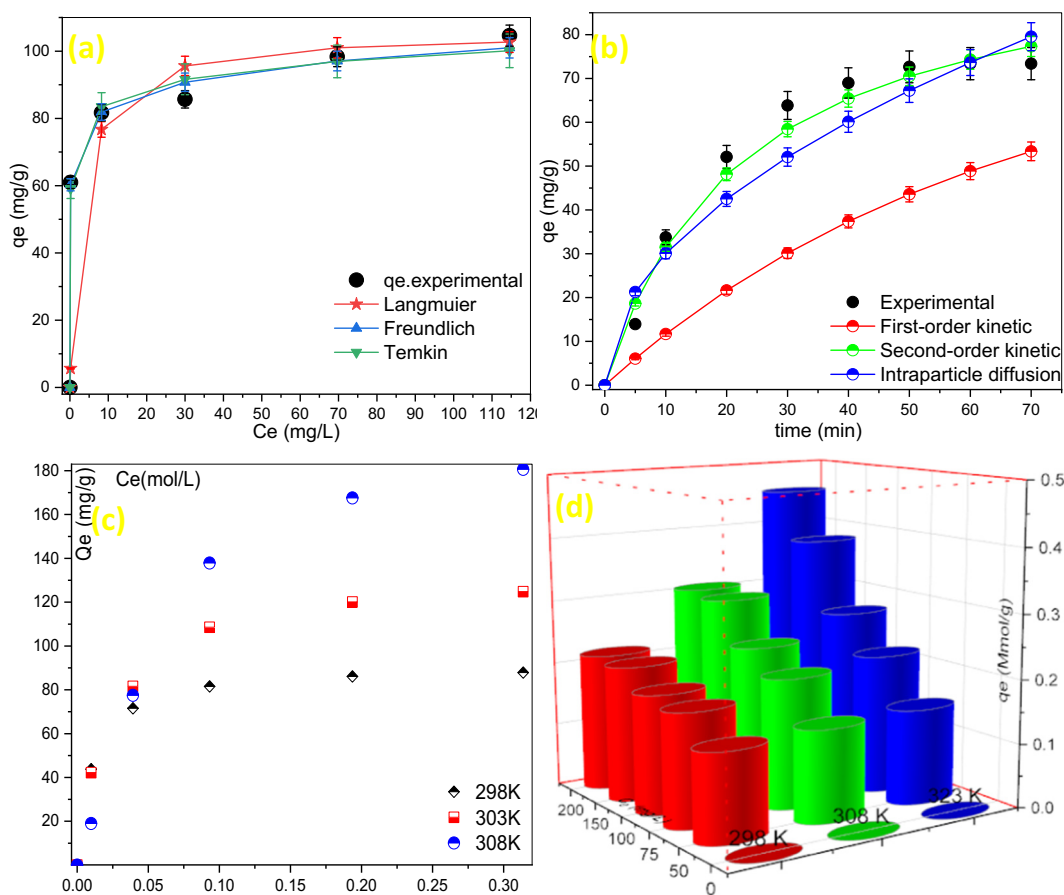 (a)
100
80
60
40
20
0
qe (mg/g)
qe.experimental
Langmuier
Freundlich
Temkin
0 10 20 30 40 50 60 70 80 90 100 110 120
Ce (mg/L)
(b)
80
70
60
50
40
30
20
10
0
qe (mg/g)
Experimental
First-order kinetic
Second-order kinetic
Intraparticle diffusion
0 10 20 30 40 50 60 70
time (min)
(c)
Ce(mol/L)
180
160
140
120
100
80
60
40
20
Qe (mg/g)
298K
303K
308K
0.00 0.05 0.10 0.15 0.20 0.25 0.30
(d)
0.5
0.4
0.3
0.2
0.1
0.0
qe (Mmol/g)
200
150
100
75
50
0
298 K
308 K
323 K